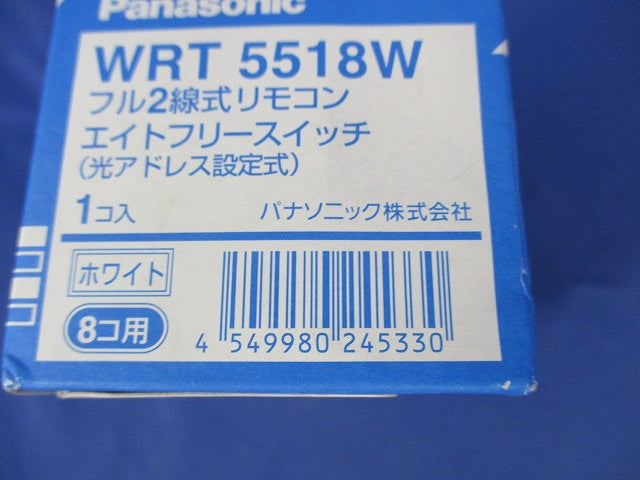 Panasonic
WRT 5518W
フル2線式リモコン
エイトフリースイッチ
(光アドレス設定式)
1コ入 パナソニック株式会社
ホワイト
8コ用
4 549980 245330